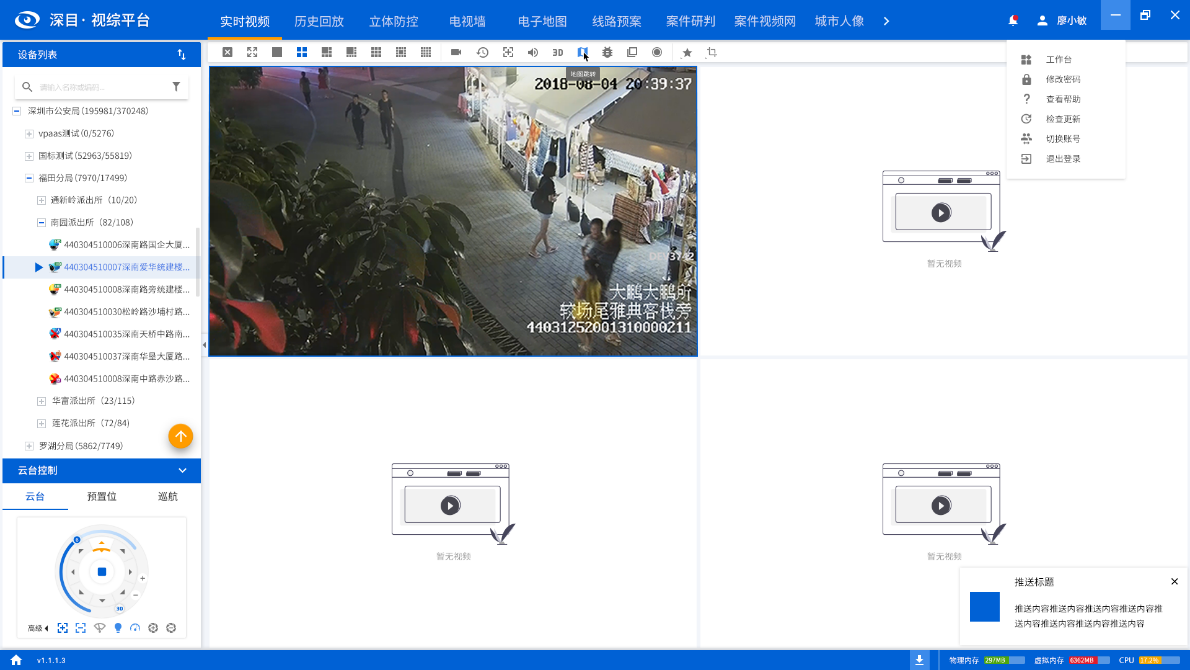 深目·视综平台
实时视频
历史回放
立体防控
电视墙
电子地图
线路预案
案件研判
案件视频网
城市人像
廖小敏
设备列表
请输入名称或编码...
深圳市公安局(195981/370248)
vpaas测试(0/5276)
国标测试(52963/55819)
福田分局(7970/17499)
通新岭派出所（10/20）
南园派出所（82/108）
440304510006深南路国企大厦...
440304510007深南爱华统建楼...
440304510008深南路旁统建楼...
440304510030松岭路沙埔村路...
440304510035深南天桥中路南...
440304510037深南华垦大厦路...
440304510008深南中路赤沙路...
华富派出所（23/115）
莲花派出所（72/84）
罗湖分局(5862/7749)
云台控制
云台
预置位
巡航
3D
高级
3D
地图跳转
2018-08-04 20:39:37
大鹏大鹏所
较场尾雅典客栈旁
44031252001310000211
暂无视频
暂无视频
暂无视频
工作台
修改密码
查看帮助
检查更新
切换账号
退出登录
推送标题
推送内容推送内容推送内容推送内容推
送内容推送内容推送内容推送内容
v1.1.1.3
物理内存 297MB
虚拟内存 6362MB
CPU 17.2%